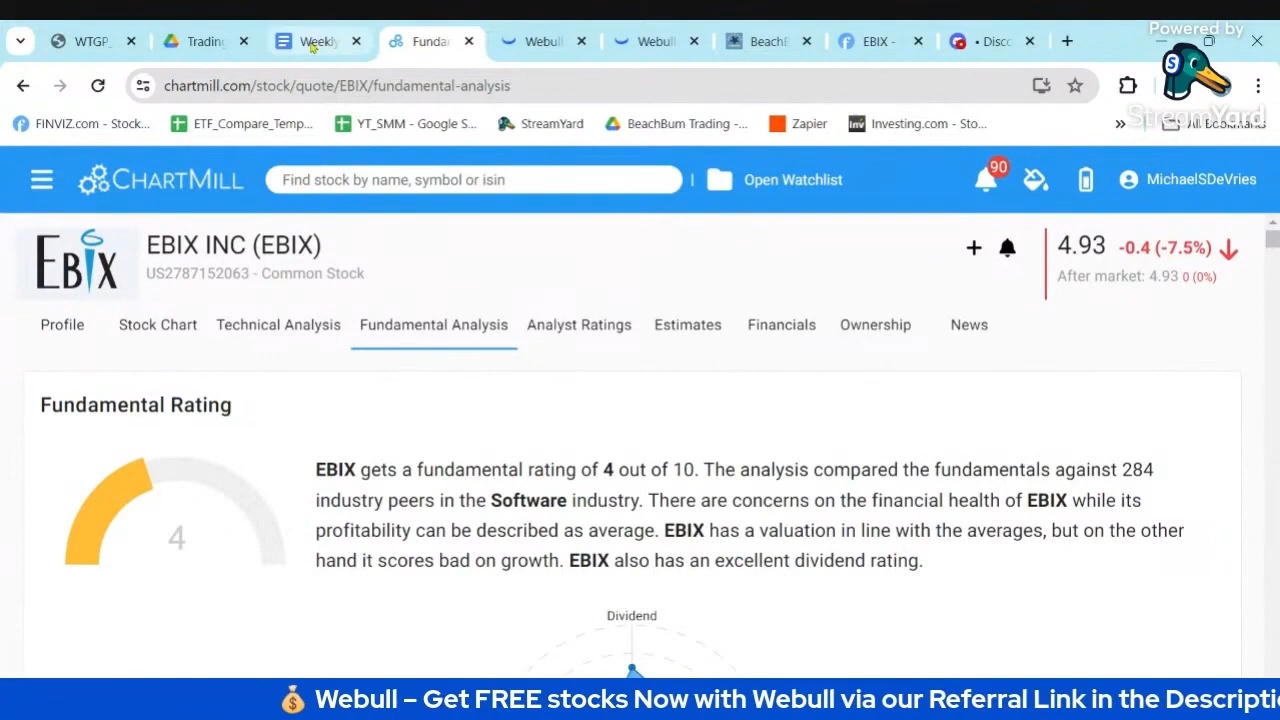 Powered by
StreamYard
WTGP_
Trading
Weekly
Funda
Webull
Webull
BeachB
EBIX -
• Disco
chartmill.com/stock/quote/EBIX/fundamental-analysis
FINVIZ.com - Stock...
ETF_Compare_Temp...
YT_SMM - Google S...
StreamYard
BeachBum Trading -...
Zapier
Investing.com - Sto...
»
All Bookmarks
CHARTMILL
Find stock by name, symbol or isin
Open Watchlist
90
MichaelSDeVries
EBIX
EBIX INC (EBIX)
US2787152063 - Common Stock
4.93 -0.4 (-7.5%)
After market: 4.93 0 (0%)
Profile
Stock Chart
Technical Analysis
Fundamental Analysis
Analyst Ratings
Estimates
Financials
Ownership
News
Fundamental Rating
4
EBIX gets a fundamental rating of 4 out of 10. The analysis compared the fundamentals against 284
industry peers in the Software industry. There are concerns on the financial health of EBIX while its
profitability can be described as average. EBIX has a valuation in line with the averages, but on the other
hand it scores bad on growth. EBIX also has an excellent dividend rating.
Dividend
💰 Webull – Get FREE stocks Now with Webull via our Referral Link in the Descripti